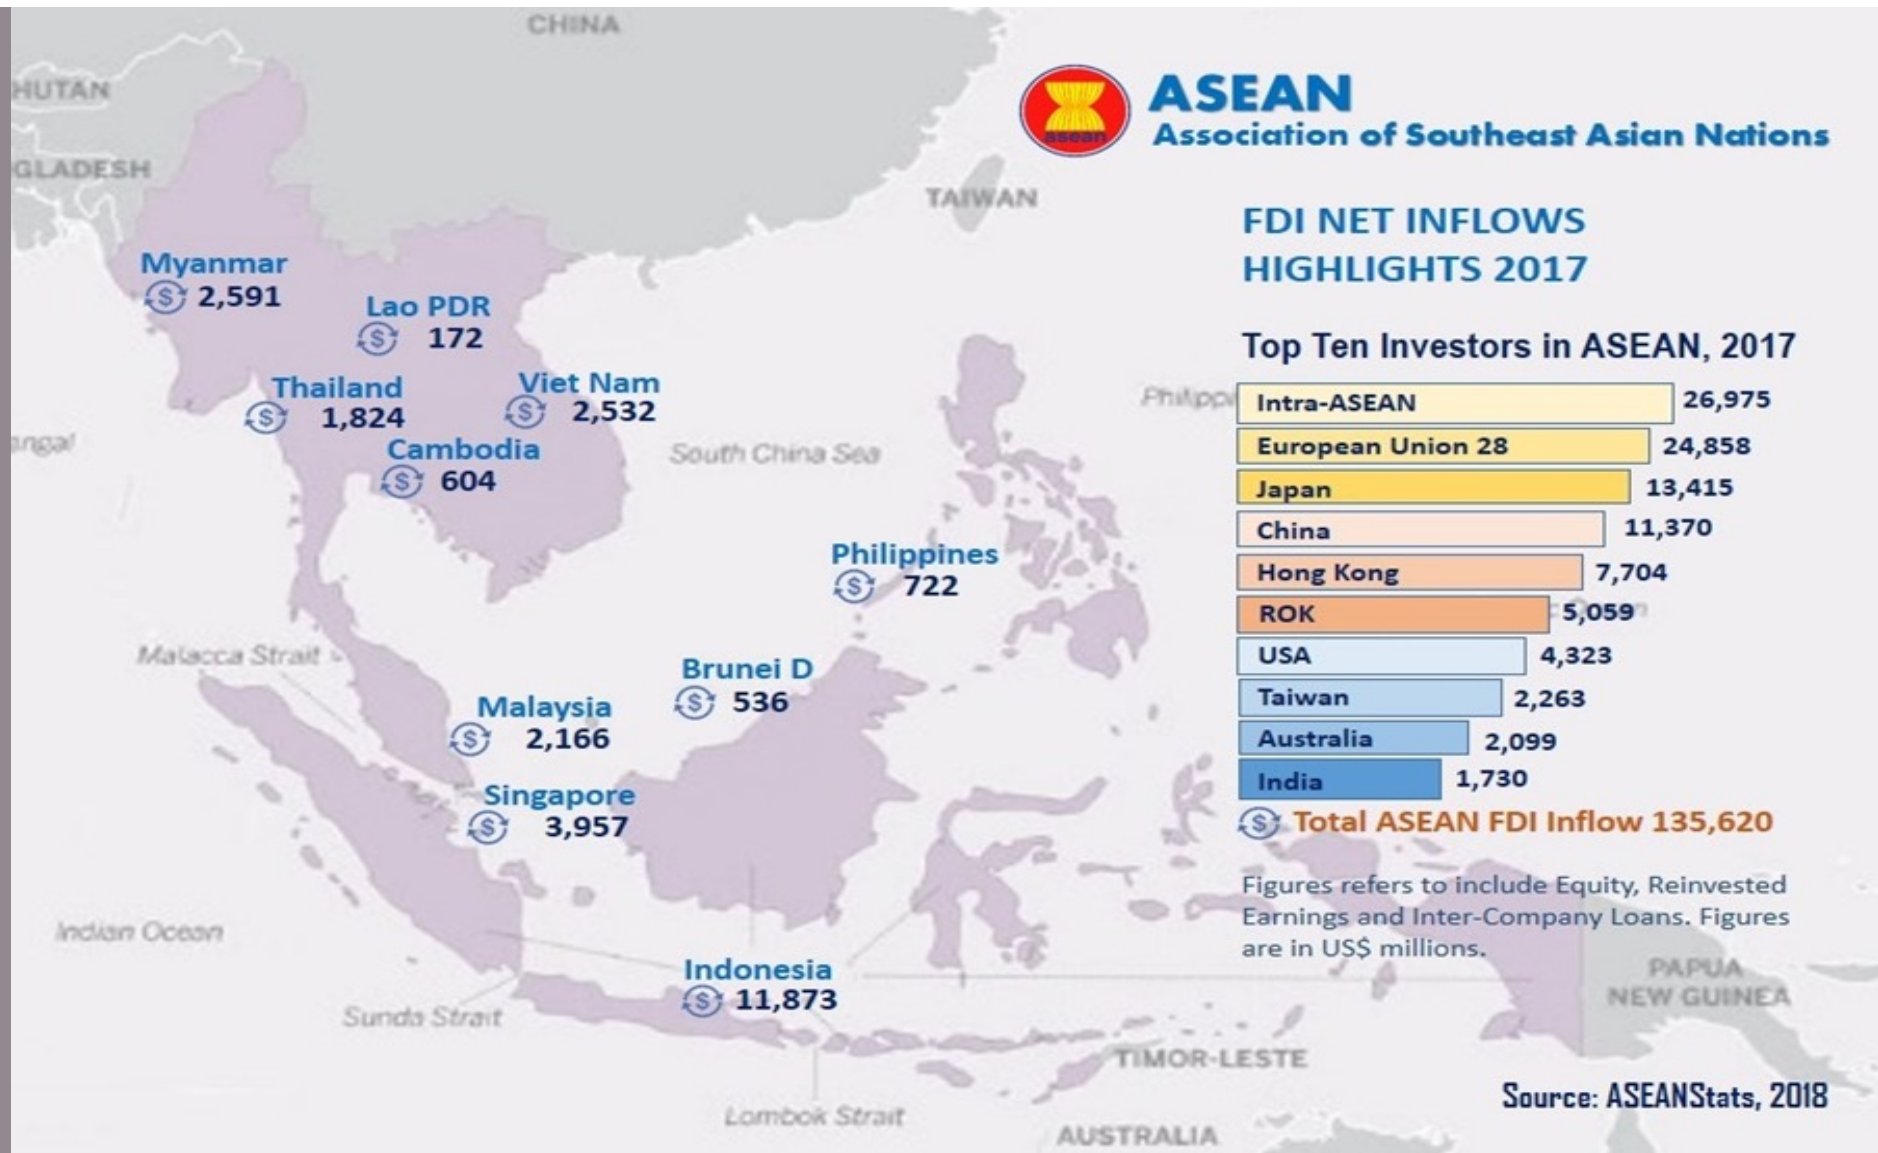 CHINA
HUTAN
GLADESH
TAIWAN
asean
ASEAN
Association of Southeast Asian Nations
FDI NET INFLOWS
HIGHLIGHTS 2017
Myanmar
$ 2,591
Lao PDR
$ 172
Thailand
$ 1,824
Viet Nam
$ 2,532
Cambodia
$ 604
ngal
South China Sea
Philippi
Philippines
$ 722
Malacca Strait
Brunei D
$ 536
Malaysia
$ 2,166
Singapore
$ 3,957
Indian Ocean
Indonesia
$ 11,873
Sunda Strait
Lombok Strait
TIMOR-LESTE
AUSTRALIA
PAPUA
NEW GUINEA
Top Ten Investors in ASEAN, 2017
Intra-ASEAN 26,975
European Union 28 24,858
Japan 13,415
China 11,370
Hong Kong 7,704
ROK 5,059
USA 4,323
Taiwan 2,263
Australia 2,099
India 1,730
$ Total ASEAN FDI Inflow 135,620
Figures refers to include Equity, Reinvested
Earnings and Inter-Company Loans. Figures
are in US$ millions.
Source: ASEANStats, 2018